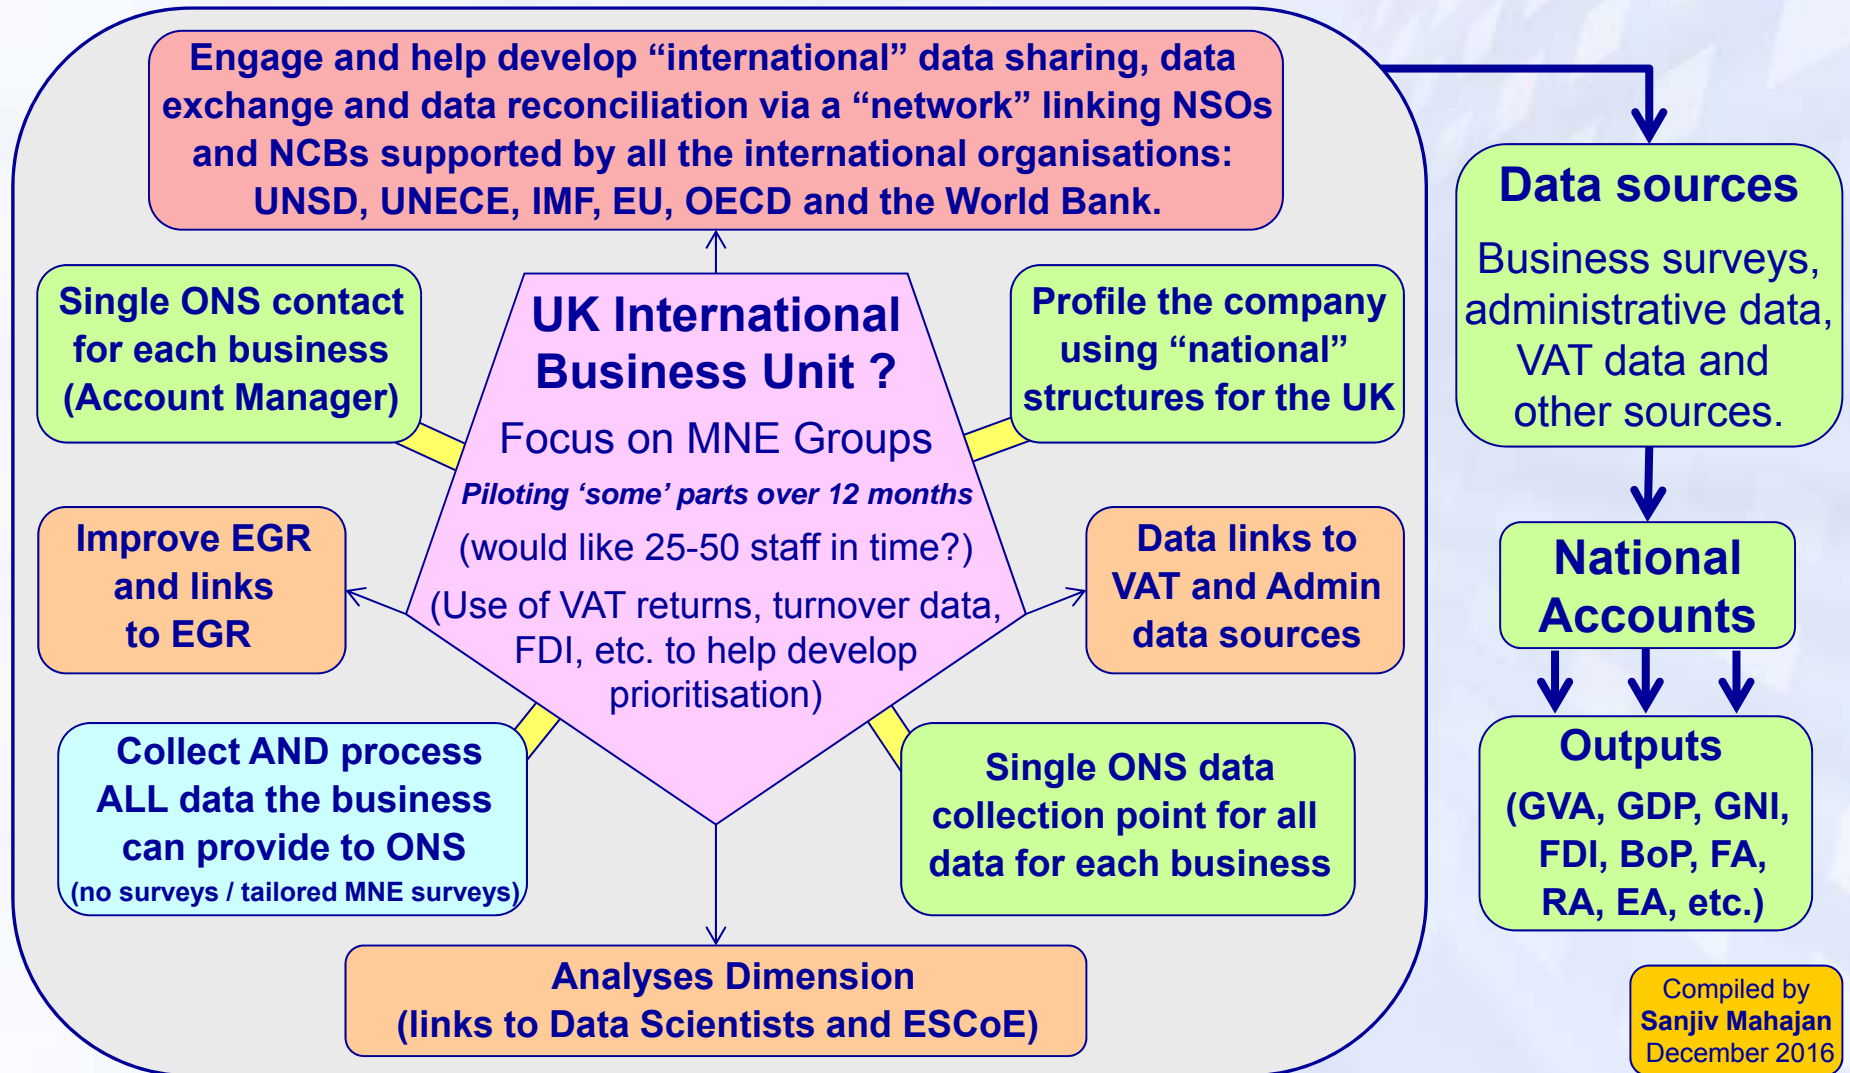 Engage and help develop “international” data sharing, data
exchange and data reconciliation via a “network” linking NSOs
and NCBs supported by all the international organisations:
UNSD, UNECE, IMF, EU, OECD and the World Bank.
Single ONS contact
for each business
(Account Manager)
UK International
Business Unit ?
Focus on MNE Groups
Piloting ‘some’ parts over 12 months
(would like 25-50 staff in time?)
(Use of VAT returns, turnover data,
FDI, etc. to help develop
prioritisation)
Profile the company
using “national”
structures for the UK
Improve EGR
and links
to EGR
Data links to
VAT and Admin
data sources
Collect AND process
ALL data the business
can provide to ONS
(no surveys / tailored MNE surveys)
Single ONS data
collection point for all
data for each business
Analyses Dimension
(links to Data Scientists and ESCoE)
Data sources
Business surveys,
administrative data,
VAT data and
other sources.
National
Accounts
Outputs
(GVA, GDP, GNI,
FDI, BoP, FA,
RA, EA, etc.)
Compiled by
Sanjiv Mahajan
December 2016